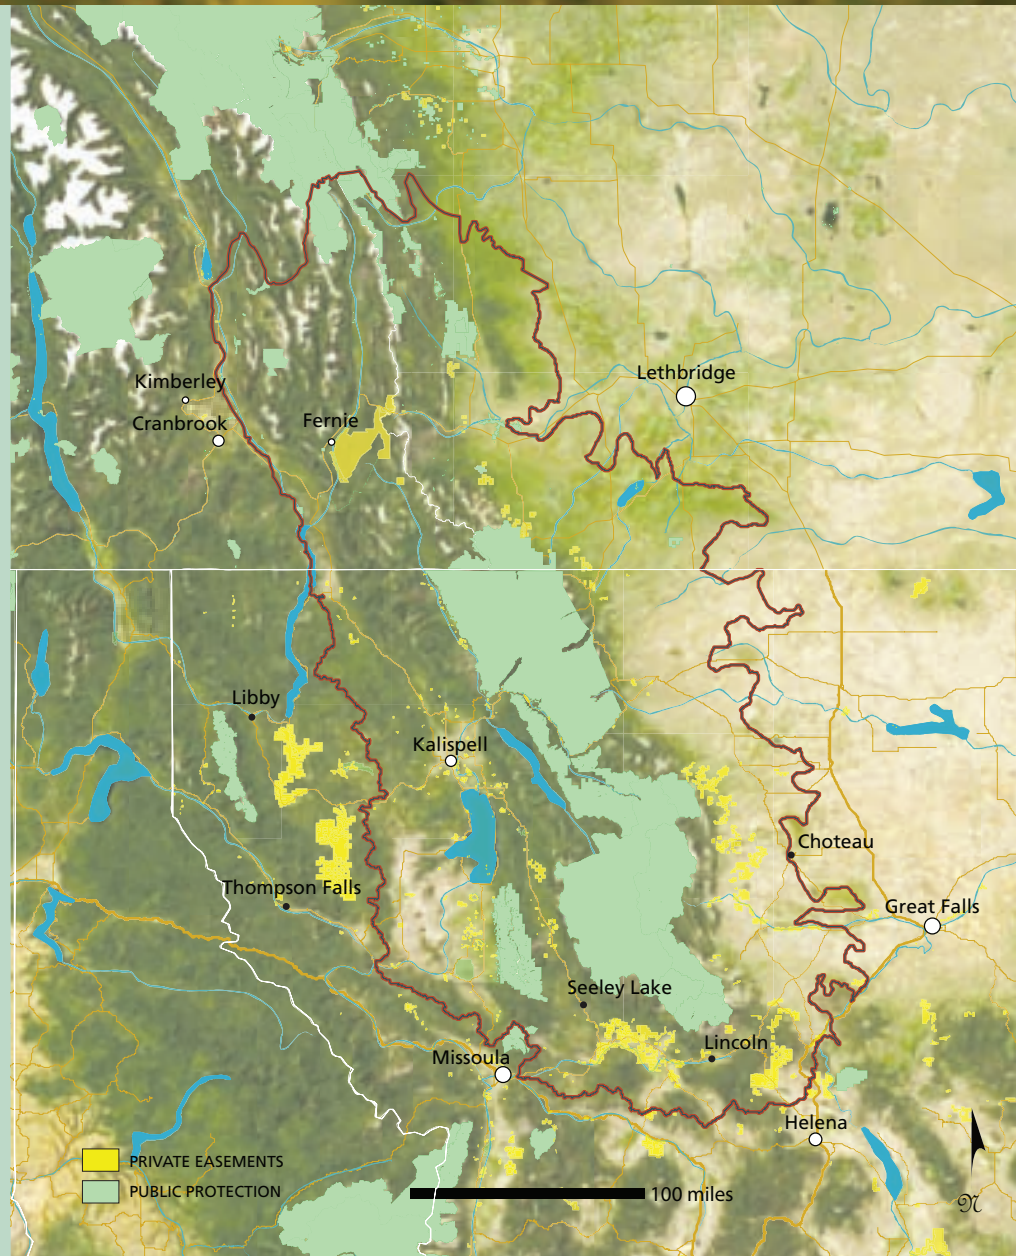 Kimberley
Cranbrook
Fernie
Lethbridge
Libby
Kalispell
Choteau
Thompson Falls
Great Falls
Seeley Lake
Lincoln
Missoula
Helena
PRIVATE EASEMENTS
PUBLIC PROTECTION
100 miles
N